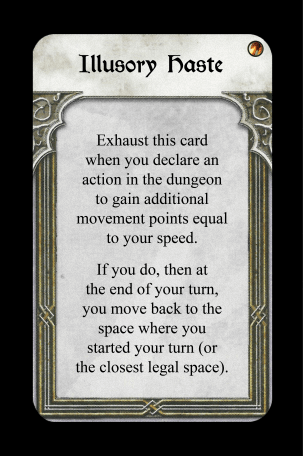 Illusory Haste
Exhaust this card
when you declare an
action in the dungeon
to gain additional
movement points equal
to your speed.
If you do, then at
the end of your turn,
you move back to the
space where you
started your turn (or
the closest legal space).